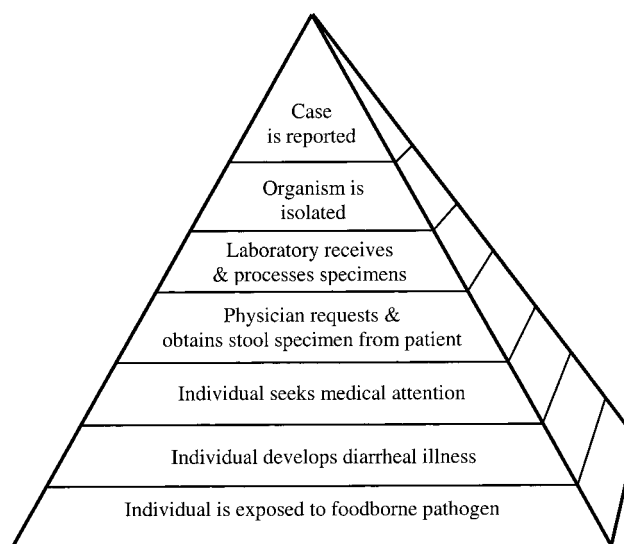 Case
is reported
Organism is
isolated
Laboratory receives
& processes specimens
Physician requests &
obtains stool specimen from patient
Individual seeks medical attention
Individual develops diarrheal illness
Individual is exposed to foodborne pathogen